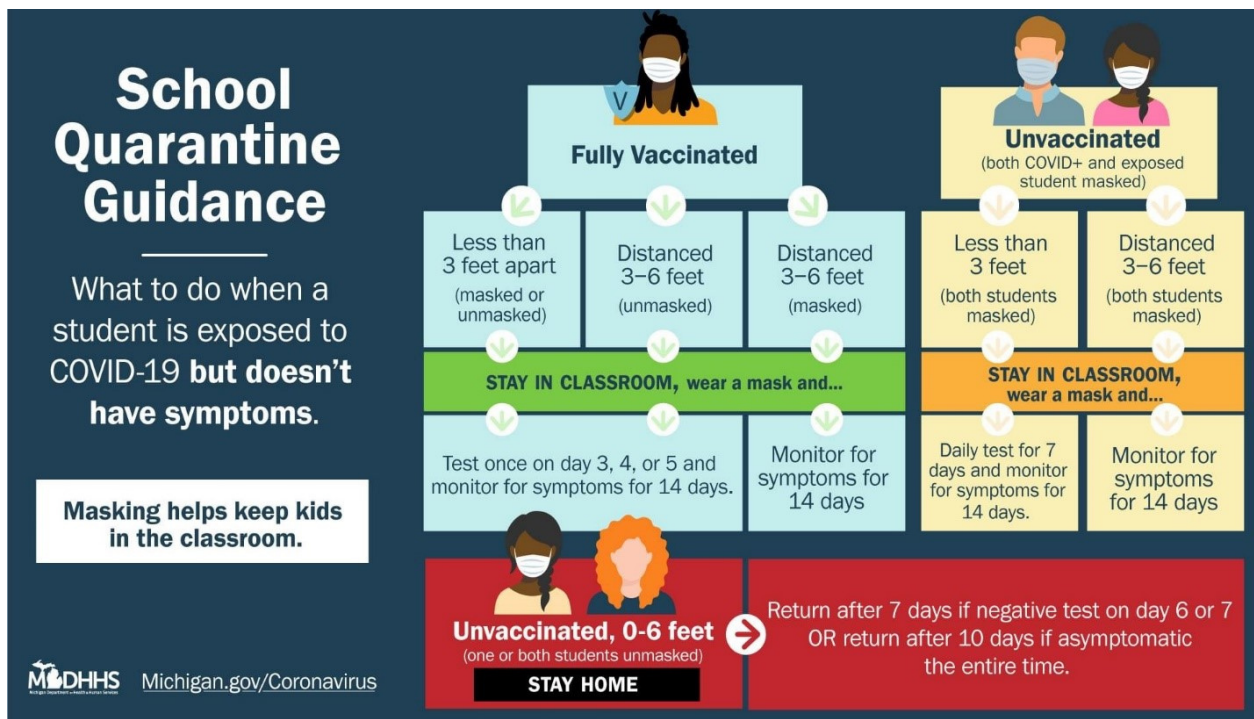 School
Quarantine
Guidance
What to do when a
student is exposed to
COVID-19 but doesn't
have symptoms.
Masking helps keep kids
in the classroom.
MDHHS
Michigan Department of Health & Human Services
Michigan.gov/Coronavirus
V
Fully Vaccinated
Less than
3 feet apart
(masked or
unmasked)
Distanced
3–6 feet
(unmasked)
Distanced
3–6 feet
(masked)
STAY IN CLASSROOM, wear a mask and...
Test once on day 3, 4, or 5 and
monitor for symptoms for 14 days.
Monitor for
symptoms for
14 days
Unvaccinated
(both COVID+ and exposed
student masked)
Less than
3 feet
(both students
masked)
Distanced
3–6 feet
(both students
masked)
STAY IN CLASSROOM,
wear a mask and...
Daily test for 7
days and monitor
for symptoms for
14 days.
Monitor for
symptoms
for 14 days
Unvaccinated, 0-6 feet
(one or both students unmasked)
STAY HOME
Return after 7 days if negative test on day 6 or 7
OR return after 10 days if asymptomatic
the entire time.